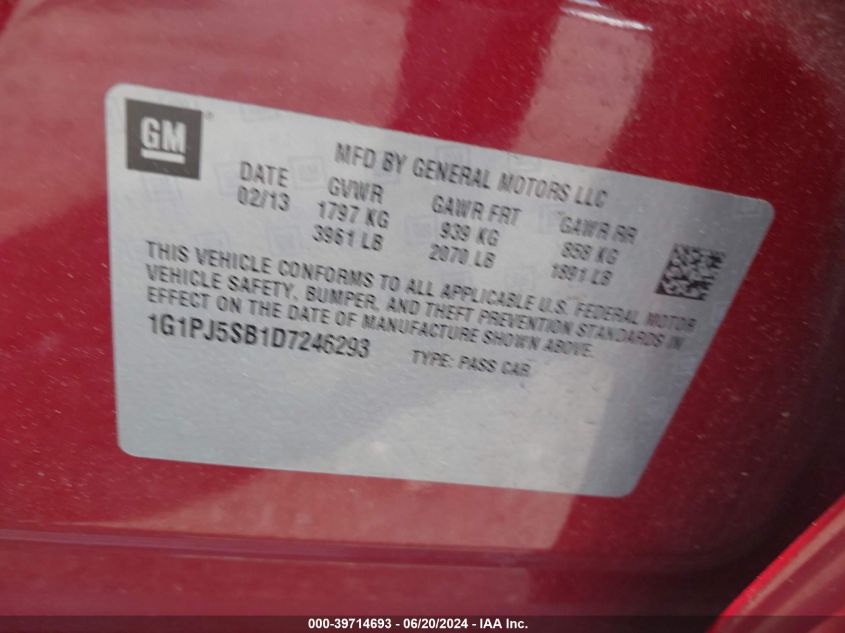 GM®
MFD BY GENERAL MOTORS LLC
DATE GVWR GAWR FRT GAWR RR
02/13 1797 KG 939 KG 858 KG
3961 LB 2070 LB 1891 LB
THIS VEHICLE CONFORMS TO ALL APPLICABLE U.S. FEDERAL MOTOR
VEHICLE SAFETY, BUMPER, AND THEFT PREVENTION STANDARDS IN
EFFECT ON THE DATE OF MANUFACTURE SHOWN ABOVE.
1G1PJ5SB1D7246293 TYPE: PASS CAR
000-39714693 / 06/20/2024 - IAA Inc.